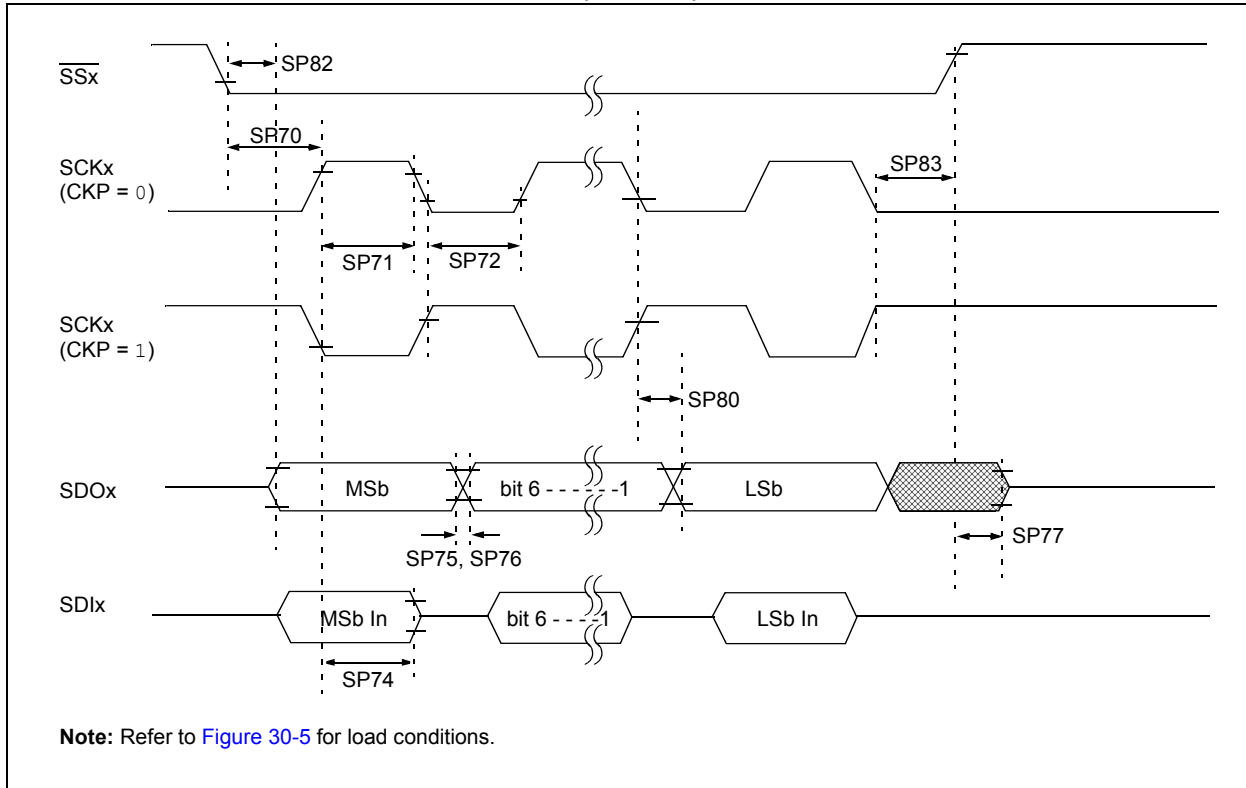 SSx
SP82
SP70
SCKx
(CKP = 0)
SP83
SP71
SP72
SCKx
(CKP = 1)
SP80
SDOx
MSb
bit 6 - - - - - -1
LSb
SP75, SP76
SP77
SDIx
MSb In
bit 6 - - - -1
LSb In
SP74
Note: Refer to Figure 30-5 for load conditions.